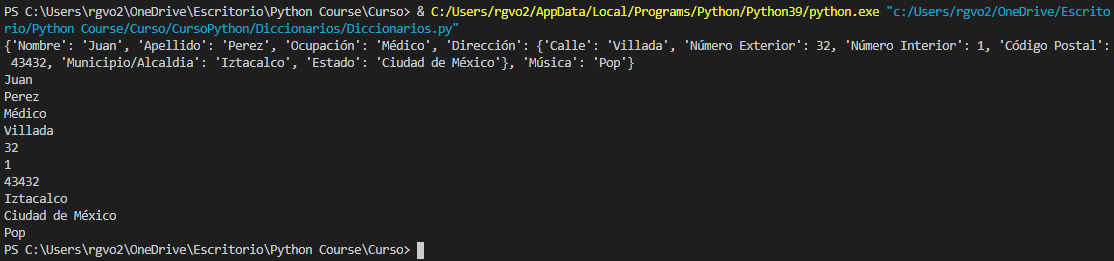 PS C:\Users\rgvo2\OneDrive\Escritorio\Python Course\Curso> & C:/Users/rgvo2/AppData/Local/Programs/Python/Python39/python.exe "c:/Users/rgvo2/OneDrive/Escrito
rio/Python Course/Curso/CursoPython/Diccionarios/Diccionarios.py"
{'Nombre': 'Juan', 'Apellido': 'Perez', 'Ocupación': 'Médico', 'Dirección': {'Calle': 'Villada', 'Número Exterior': 32, 'Número Interior': 1, 'Código Postal':
 43432, 'Municipio/Alcaldia': 'Iztacalco', 'Estado': 'Ciudad de México'}, 'Música': 'Pop'}
Juan
Perez
Médico
Villada
32
1
43432
Iztacalco
Ciudad de México
Pop
PS C:\Users\rgvo2\OneDrive\Escritorio\Python Course\Curso>